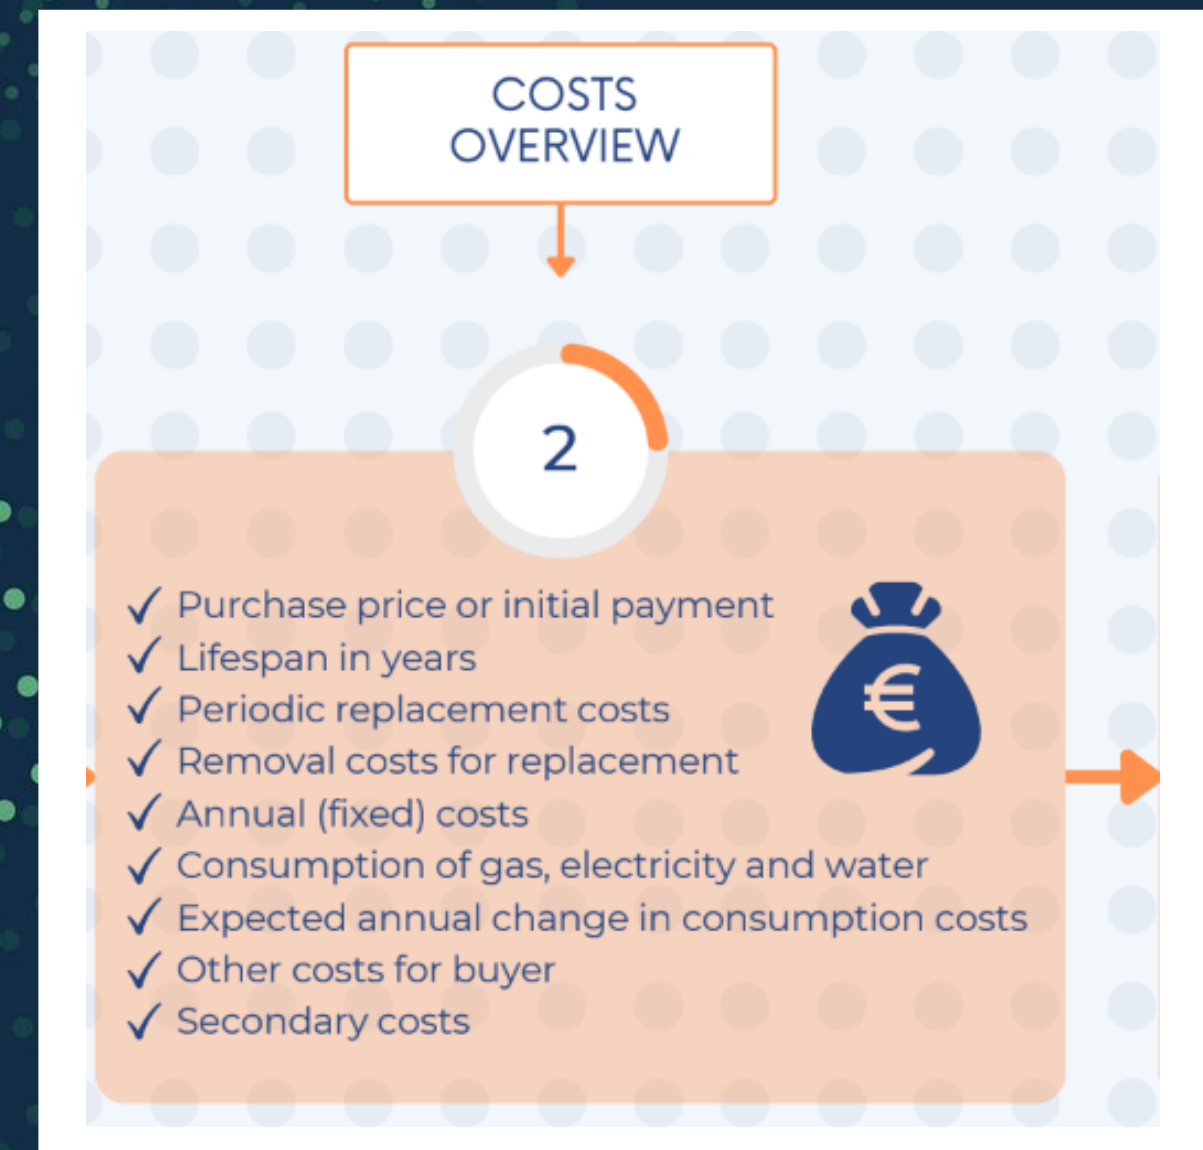 COSTS
OVERVIEW
2
✓ Purchase price or initial payment
✓ Lifespan in years
✓ Periodic replacement costs
✓ Removal costs for replacement
✓ Annual (fixed) costs
✓ Consumption of gas, electricity and water
✓ Expected annual change in consumption costs
✓ Other costs for buyer
✓ Secondary costs
€